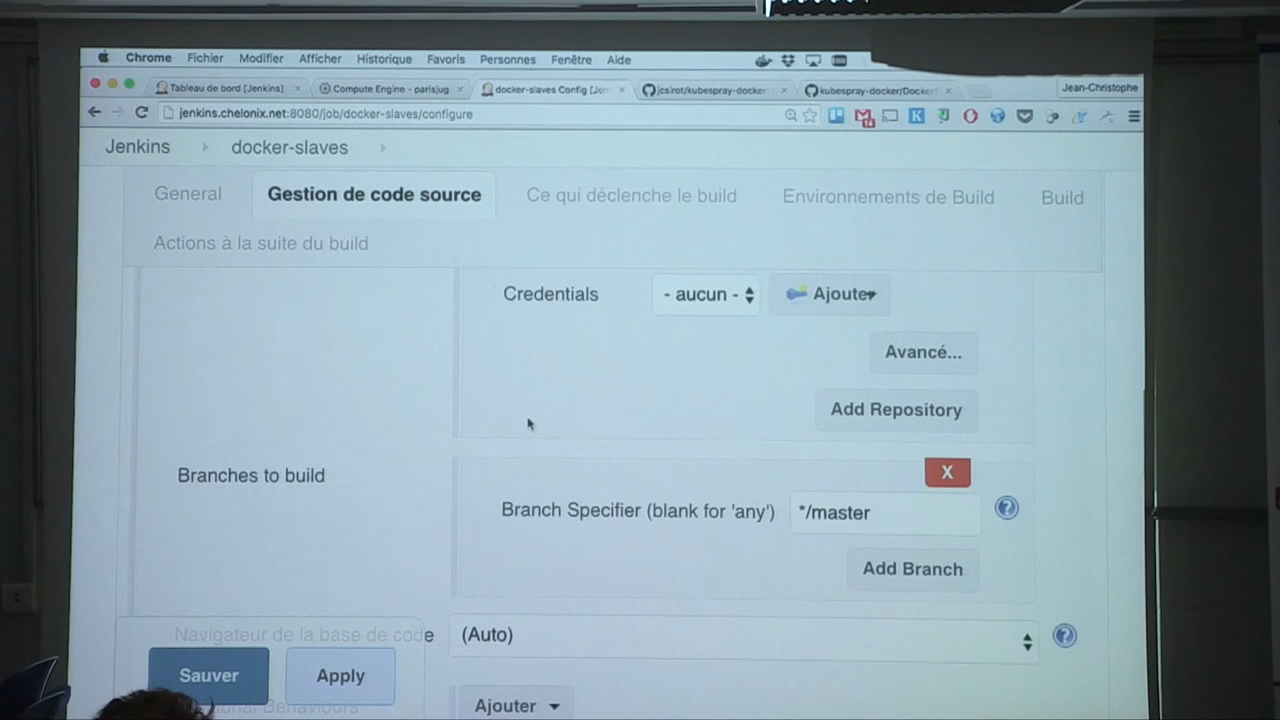 Chrome Fichier Modifier Afficher Historique Favoris Personnes Fenêtre Aide
Tableau de bord [Jenkins] Compute Engine - parisjug docker-slaves Config [Jen jcsirot/kubespray-docker: kubespray-docker/Docker Jean-Christophe
jenkins.chelonix.net:8080/job/docker-slaves/configure
Jenkins docker-slaves
General Gestion de code source Ce qui déclenche le build Environnements de Build Build
Actions à la suite du build
Credentials - aucun - Ajouter
Avancé...
Add Repository
X
Branches to build
Branch Specifier (blank for 'any') */master
Add Branch
Navigateur de la base de code (Auto)
Sauver Apply
Behaviours
Ajouter